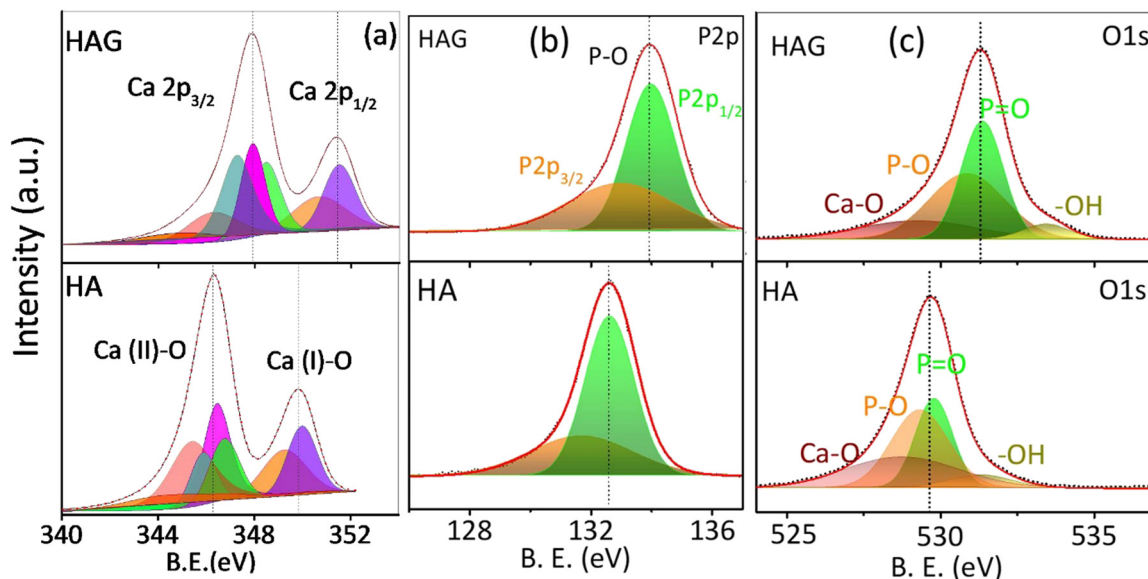 Intensity (a.u.)
HAG
(a)
Ca 2p3/2
Ca 2p1/2
HA
Ca (II)-O
Ca (I)-O
340
344
348
352
B.E.(eV)
HAG
(b)
P2p
P-O
P2p1/2
P2p3/2
HA
128
132
136
B. E. (eV)
HAG
(c)
O1s
P=O
P-O
Ca-O
-OH
HA
O1s
P=O
P-O
Ca-O
-OH
525
530
535
B. E. (eV)